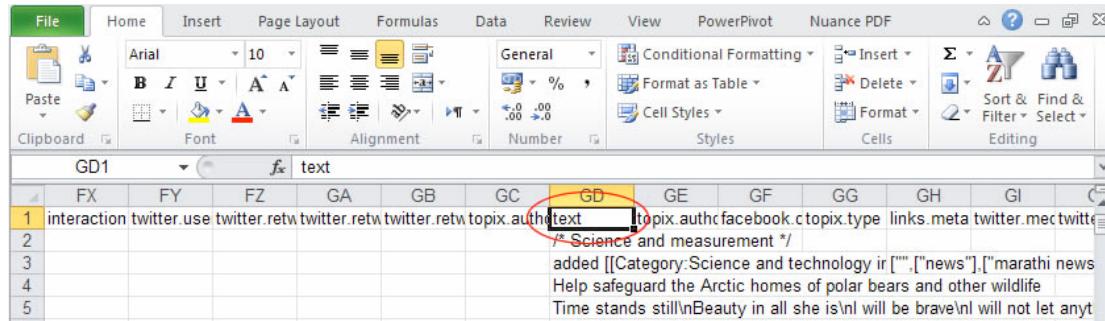 File Home Insert Page Layout Formulas Data Review View PowerPivot Nuance PDF
Arial 10 General Conditional Formatting Insert Σ
Paste B I U A A % , Format as Table Delete Sort & Find &
A .00 .00 Cell Styles Format Filter Select
Clipboard Font Alignment Number Styles Cells Editing
GD1 fx text
FX FY FZ GA GB GC GD GE GF GG GH GI
1 interaction twitter.use twitter.retw twitter.retw twitter.retw topix.autho text topix.autho facebook.c topix.type links.meta twitter.mec twitte
2 /* Science and measurement */
3 added [[Category:Science and technology ir ["",["news"],["marathi news
4 Help safeguard the Arctic homes of polar bears and other wildlife
5 Time stands still\nBeauty in all she is\nI will be brave\nI will not let anyt